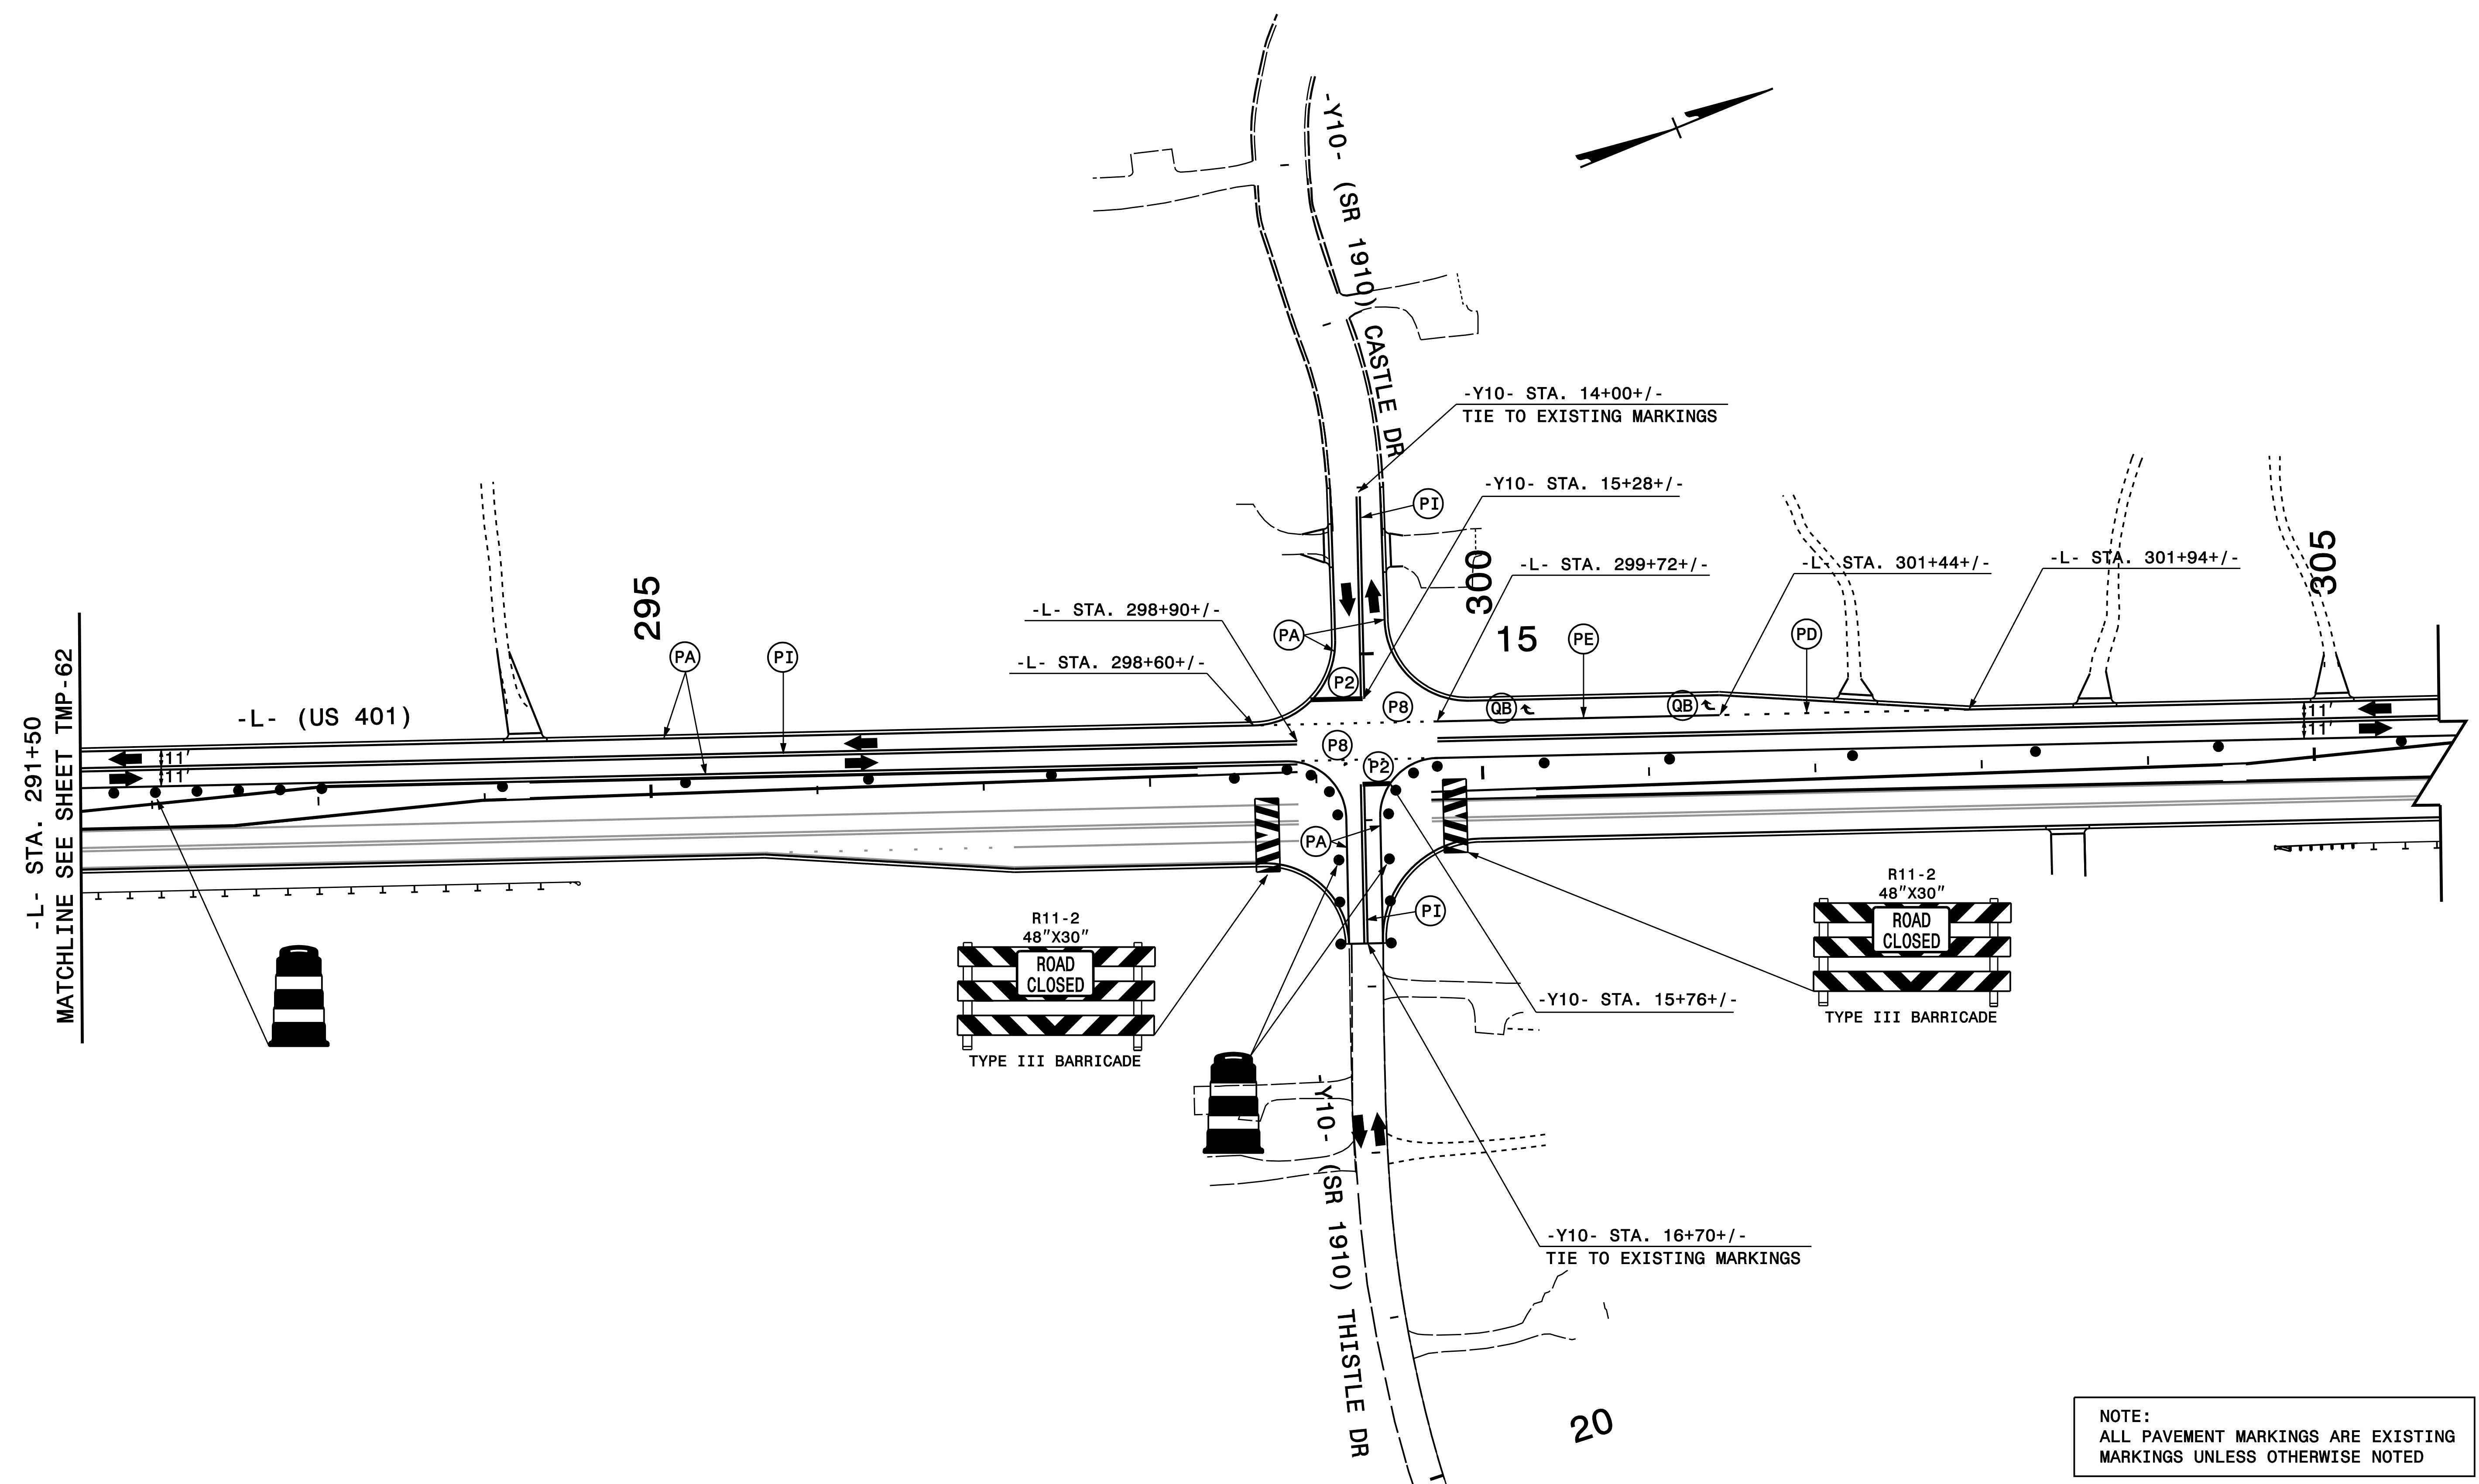 -Y10- (SR 1910) CASTLE DR
-Y10- STA. 14+00+/-
TIE TO EXISTING MARKINGS
-Y10- STA. 15+28+/-
PI
300
-L- STA. 299+72+/-
-L- STA. 301+44+/-
-L- STA. 301+94+/-
305
295
-L- STA. 298+90+/-
-L- STA. 298+60+/-
PA
PI
PA
15
PE
PD
P2
P8
QB
QB
11'
11'
-L- (US 401)
-L- STA. 291+50
MATCHLINE SEE SHEET TMP-62
11'
11'
P8
P2
PA
PI
R11-2
48"X30"
ROAD
CLOSED
TYPE III BARRICADE
R11-2
48"X30"
ROAD
CLOSED
TYPE III BARRICADE
-Y10- STA. 15+76+/-
-Y10- (SR 1910) THISTLE DR
-Y10- STA. 16+70+/-
TIE TO EXISTING MARKINGS
20
NOTE:
ALL PAVEMENT MARKINGS ARE EXISTING
MARKINGS UNLESS OTHERWISE NOTED